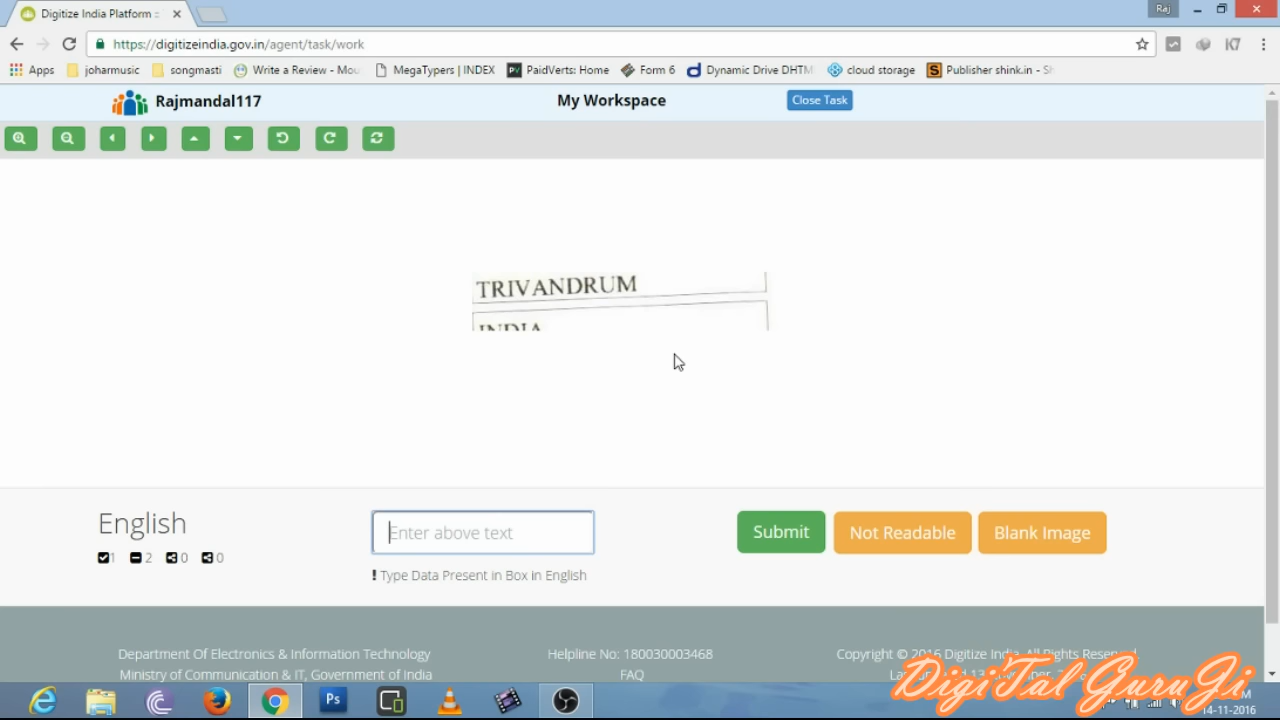 Digitize India Platform ::
Raj
https://digitizeindia.gov.in/agent/task/work
Apps joharmusic songmasti Write a Review - Mou MegaTypers | INDEX PaidVerts: Home Form 6 Dynamic Drive DHTM cloud storage Publisher shink.in - Sh
Rajmandal117 My Workspace Close Task
TRIVANDRUM
INDIA
English Enter above text Submit Not Readable Blank Image
1 2 0 0 ! Type Data Present in Box in English
Department Of Electronics & Information Technology Helpline No: 180030003468 Copyright © 2016 Digitize India, All Rights Reserved
Ministry of Communication & IT, Government of India FAQ
DigiTal GuruJi
Ps
14-11-2016